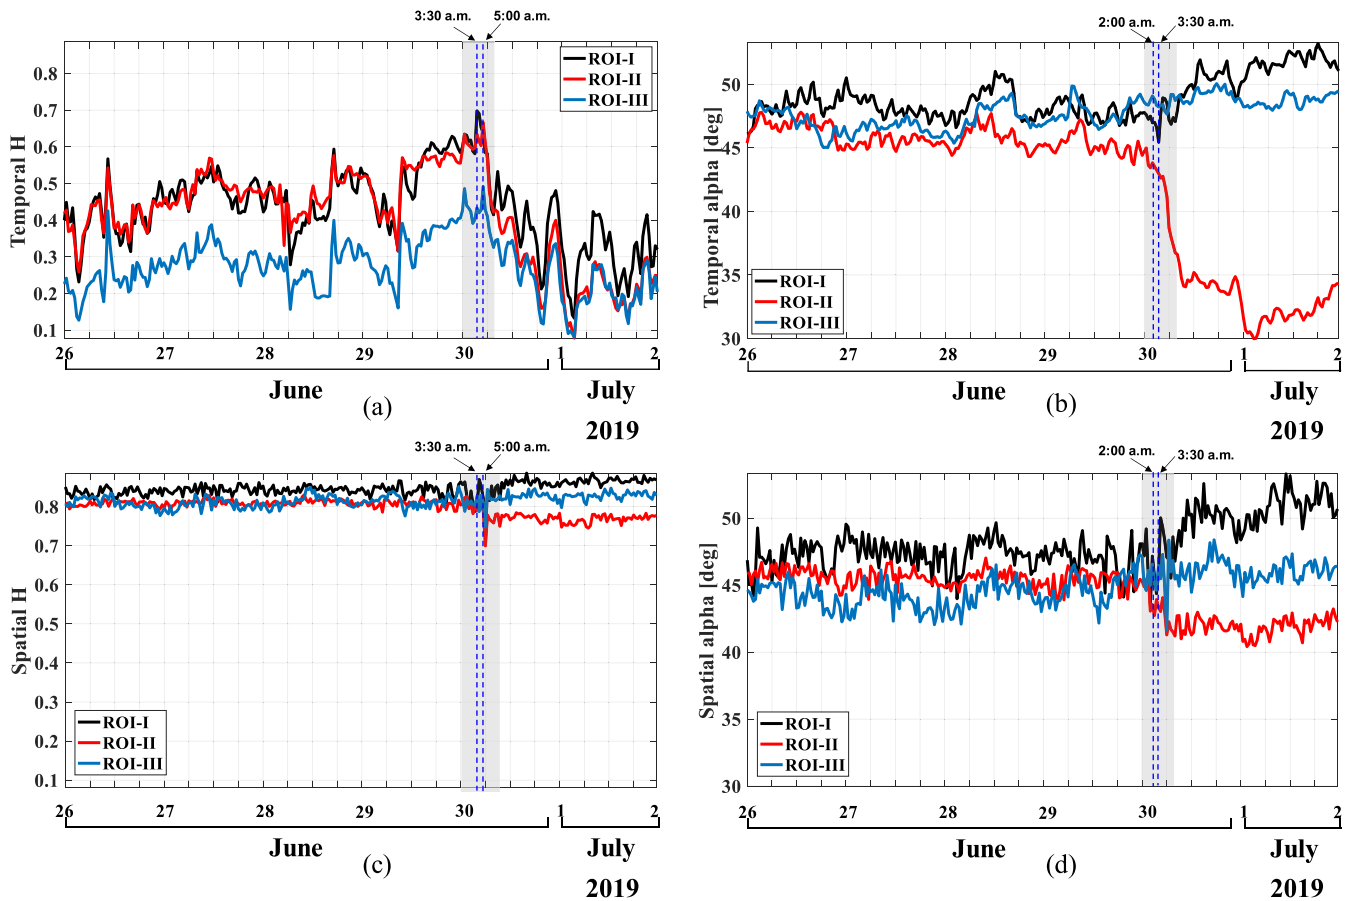 3:30 a.m. 5:00 a.m.
Temporal H
0.8
0.7
0.6
0.5
0.4
0.3
0.2
0.1
ROI-I
ROI-II
ROI-III
26 27 28 29 30 1 2
June July
(a)
2019
2:00 a.m. 3:30 a.m.
Temporal alpha [deg]
50
45
40
35
30
ROI-I
ROI-II
ROI-III
26 27 28 29 30 1 2
June July
(b)
2019
3:30 a.m. 5:00 a.m.
Spatial H
0.8
0.7
0.6
0.5
0.4
0.3
0.2
0.1
ROI-I
ROI-II
ROI-III
26 27 28 29 30 1 2
June July
(c)
2019
2:00 a.m. 3:30 a.m.
Spatial alpha [deg]
50
45
40
35
30
ROI-I
ROI-II
ROI-III
26 27 28 29 30 1 2
June July
(d)
2019